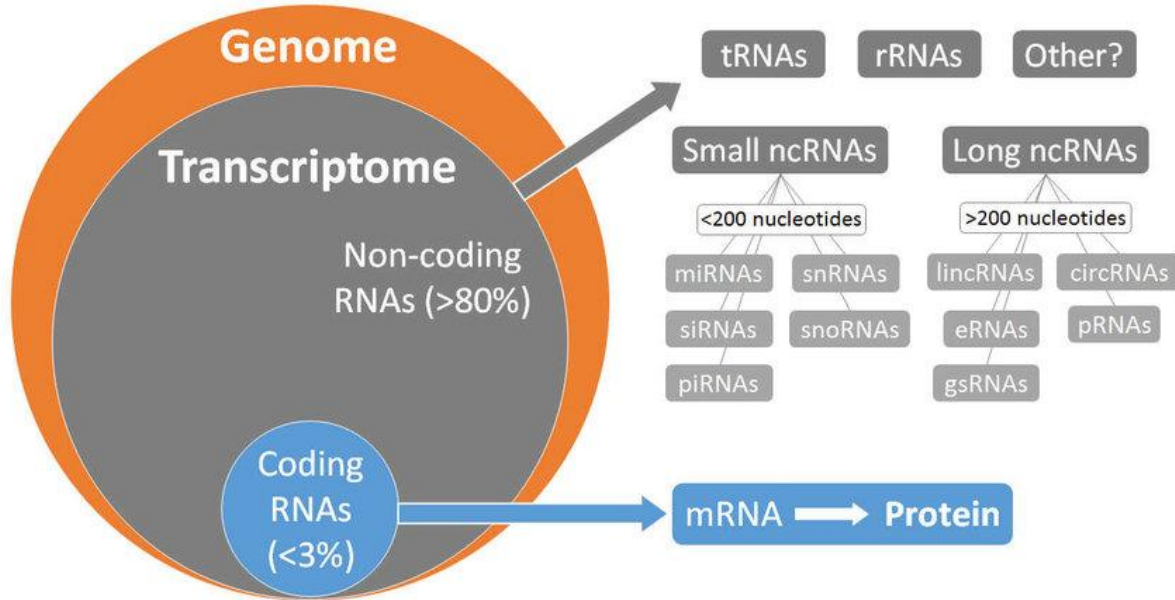 Genome
Transcriptome
Non-coding
RNAs (>80%)
Coding
RNAs
(<3%)
tRNAs
rRNAs
Other?
Small ncRNAs
<200 nucleotides
miRNAs
snRNAs
siRNAs
snoRNAs
piRNAs
Long ncRNAs
>200 nucleotides
lincRNAs
circRNAs
eRNAs
pRNAs
gsRNAs
mRNA
Protein